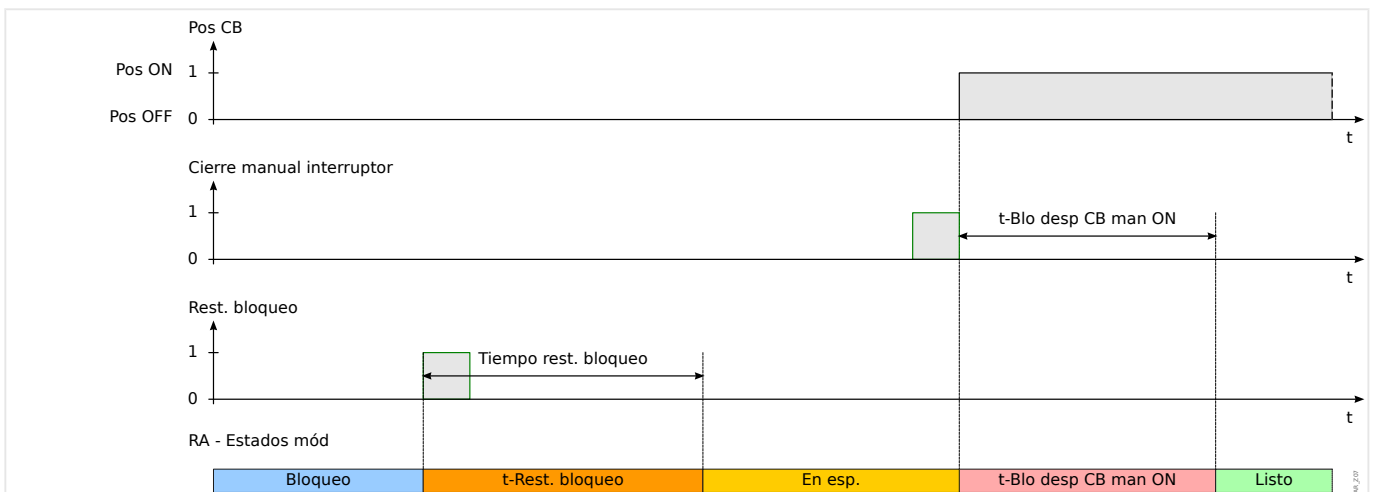 Pos CB
Pos ON 1
Pos OFF 0
t
Cierre manual interruptor
1
t-Blo desp CB man ON
0
t
Rest. bloqueo
1
Tiempo rest. bloqueo
0
t
RA - Estados mód
Bloqueo t-Rest. bloqueo En esp. t-Blo desp CB man ON Listo